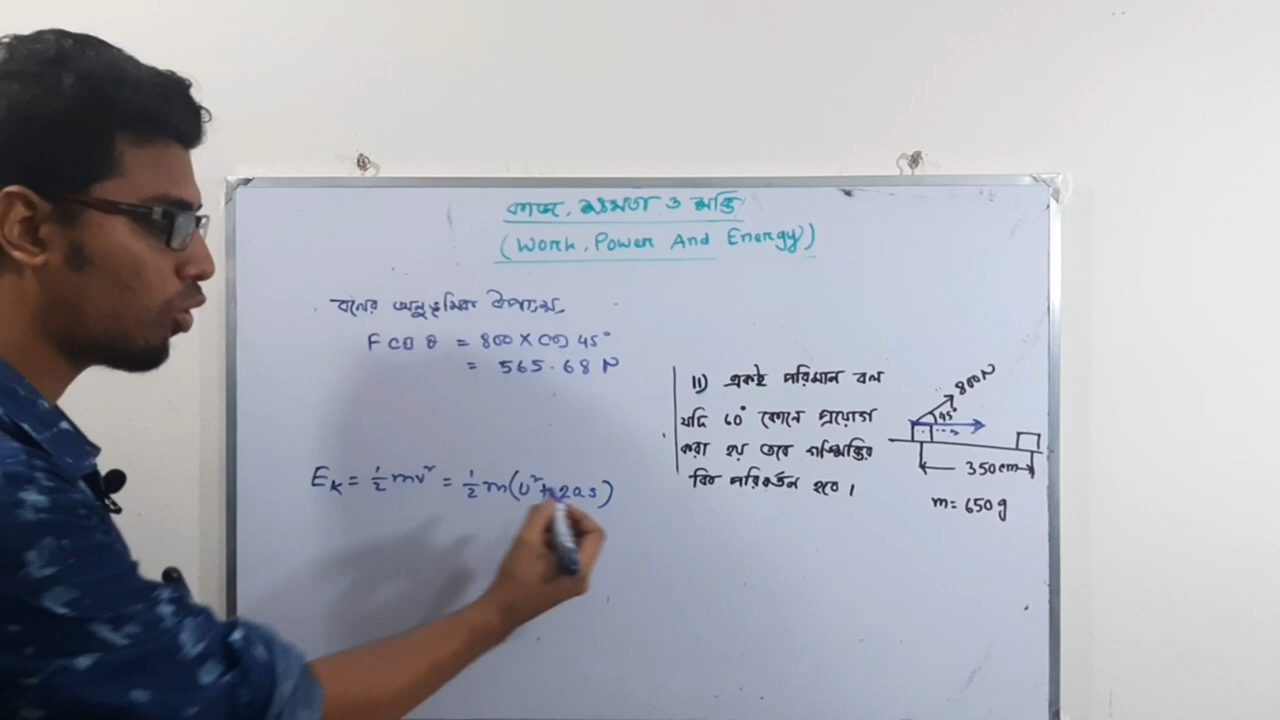 কাজ, ক্ষমতা ও শক্তি
(Work, Power And Energy)
বলের অনুভূমিক উপাংশ,
F cos θ = 800 × cos 45°
= 565.68 N
E_K = ½mv² = ½m(u² + 2as)
11) একই পরিমান বল
যদি 60° কোনে প্রয়োগ
করা হয় তবে গতিশক্তির
কি পরিবর্তন হবে।
800N
45°
350cm
m = 650g